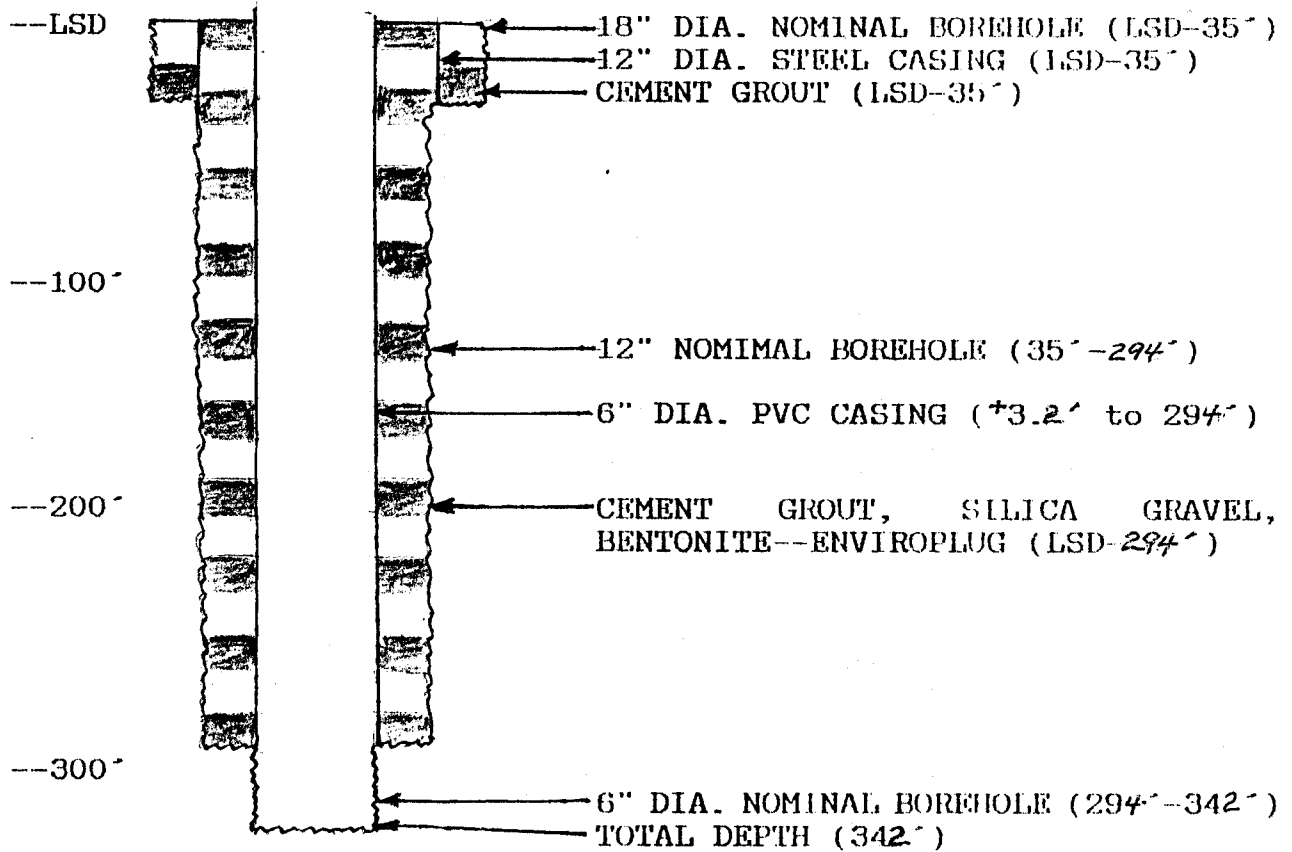 --LSD
18" DIA. NOMINAL BOREHOLE (LSD-35´)
12" DIA. STEEL CASING (LSD-35´)
CEMENT GROUT (LSD-35´)
--100´
12" NOMIMAL BOREHOLE (35´-294´)
6" DIA. PVC CASING (+3.2´ to 294´)
--200´
CEMENT GROUT, SILICA GRAVEL,
BENTONITE--ENVIROPLUG (LSD-294´)
--300´
6" DIA. NOMINAL BOREHOLE (294´-342´)
TOTAL DEPTH (342´)